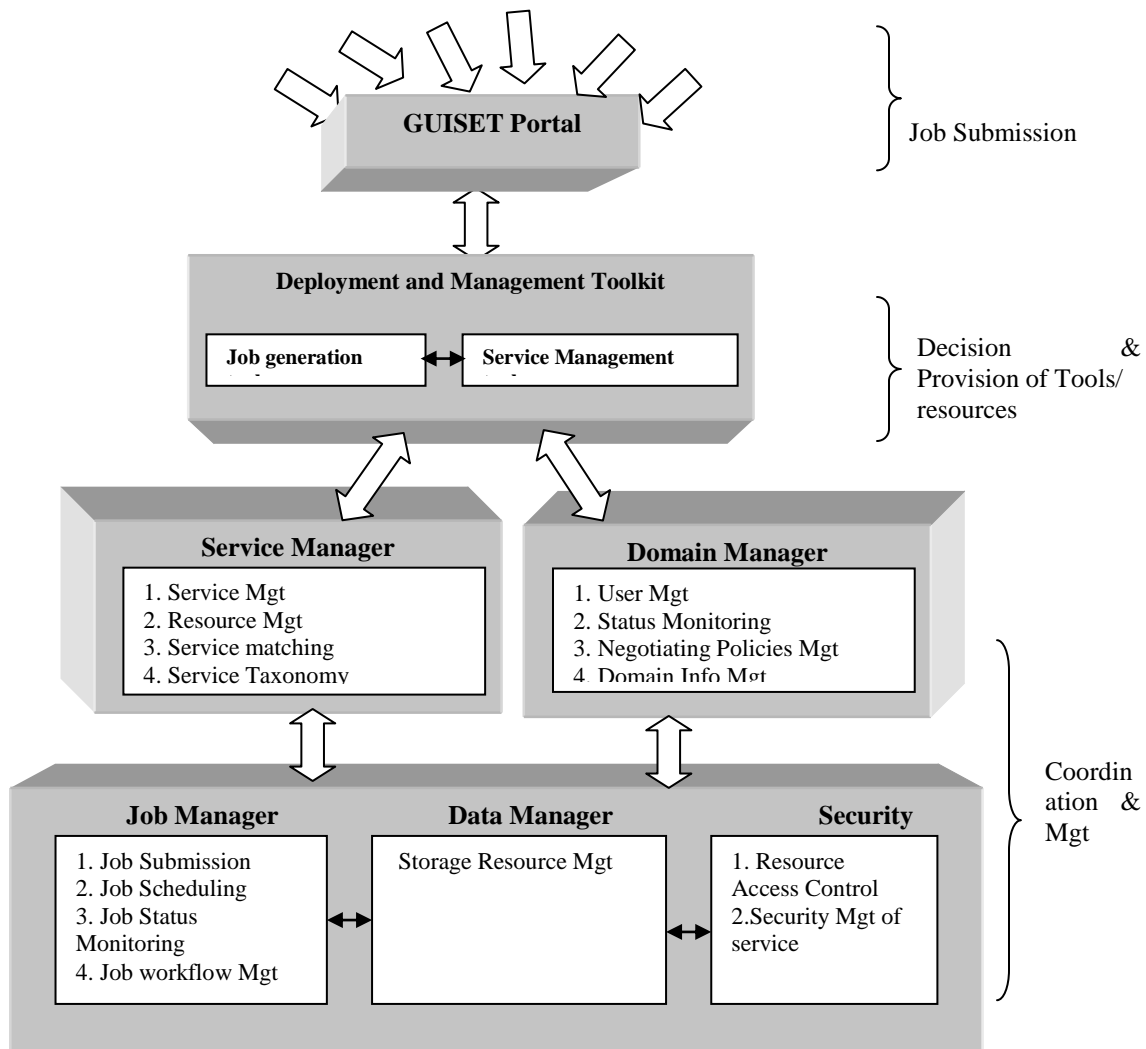 GUISET Portal
Job Submission
Deployment and Management Toolkit
Job generation
Service Management
Decision &
Provision of Tools/
resources
Service Manager
1. Service Mgt
2. Resource Mgt
3. Service matching
4. Service Taxonomy
Domain Manager
1. User Mgt
2. Status Monitoring
3. Negotiating Policies Mgt
4. Domain Info Mgt
Coordin
ation &
Mgt
Job Manager
1. Job Submission
2. Job Scheduling
3. Job Status
Monitoring
4. Job workflow Mgt
Data Manager
Storage Resource Mgt
Security
1. Resource
Access Control
2.Security Mgt of
service